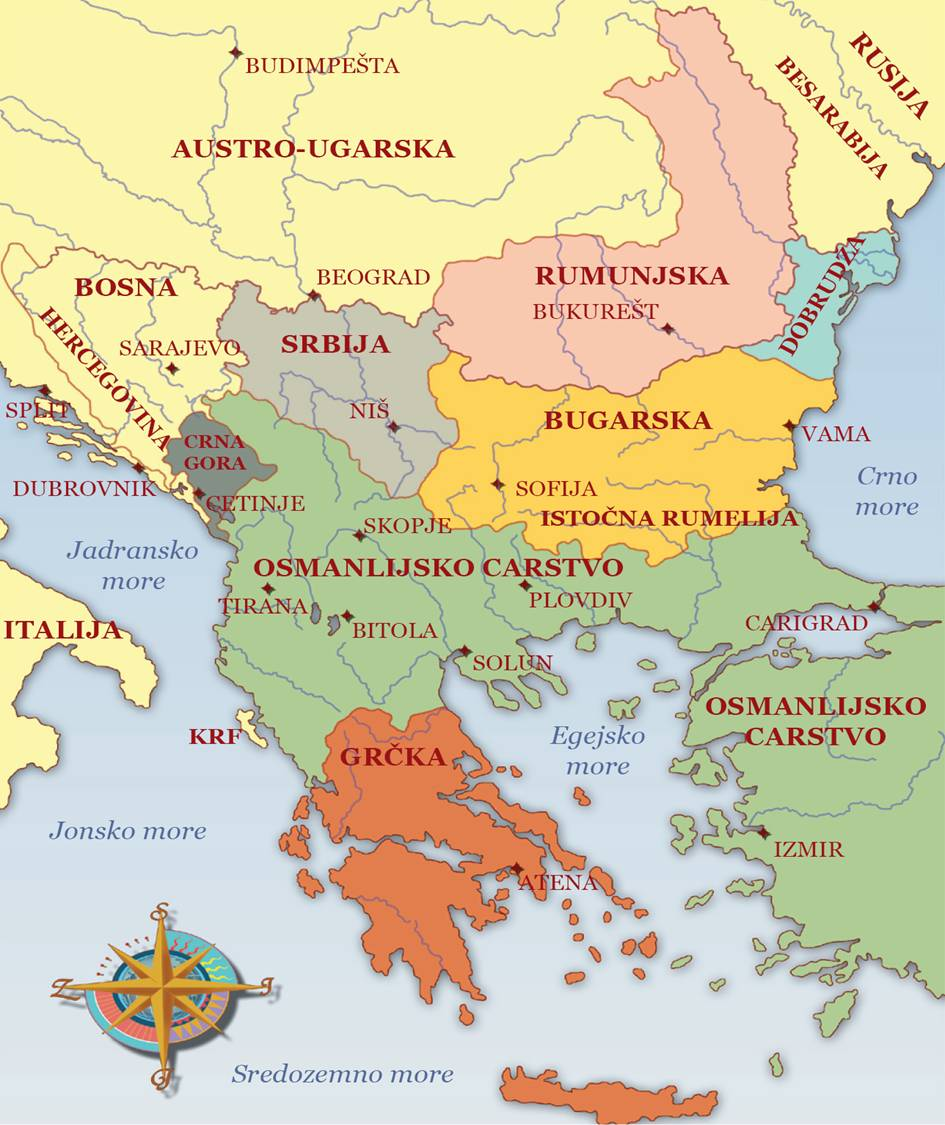 BUDIMPEŠTA
RUSIJA
BESARABIJA
AUSTRO-UGARSKA
BEOGRAD
RUMUNJSKA
BUKUREŠT
DOBRUDŽA
BOSNA
HERCEGOVINA
SARAJEVO
SRBIJA
SPLIT
NIŠ
BUGARSKA
VAMA
CRNA
GORA
DUBROVNIK
CETINJE
SOFIJA
Crno
more
ISTOČNA RUMELIJA
SKOPJE
Jadransko
more
OSMANLIJSKO CARSTVO
TIRANA
PLOVDIV
ITALIJA
BITOLA
CARIGRAD
SOLUN
OSMANLIJSKO
CARSTVO
KRF
GRČKA
Egejsko
more
Jonsko more
IZMIR
ATENA
S
Z
I
J
Sredozemno more